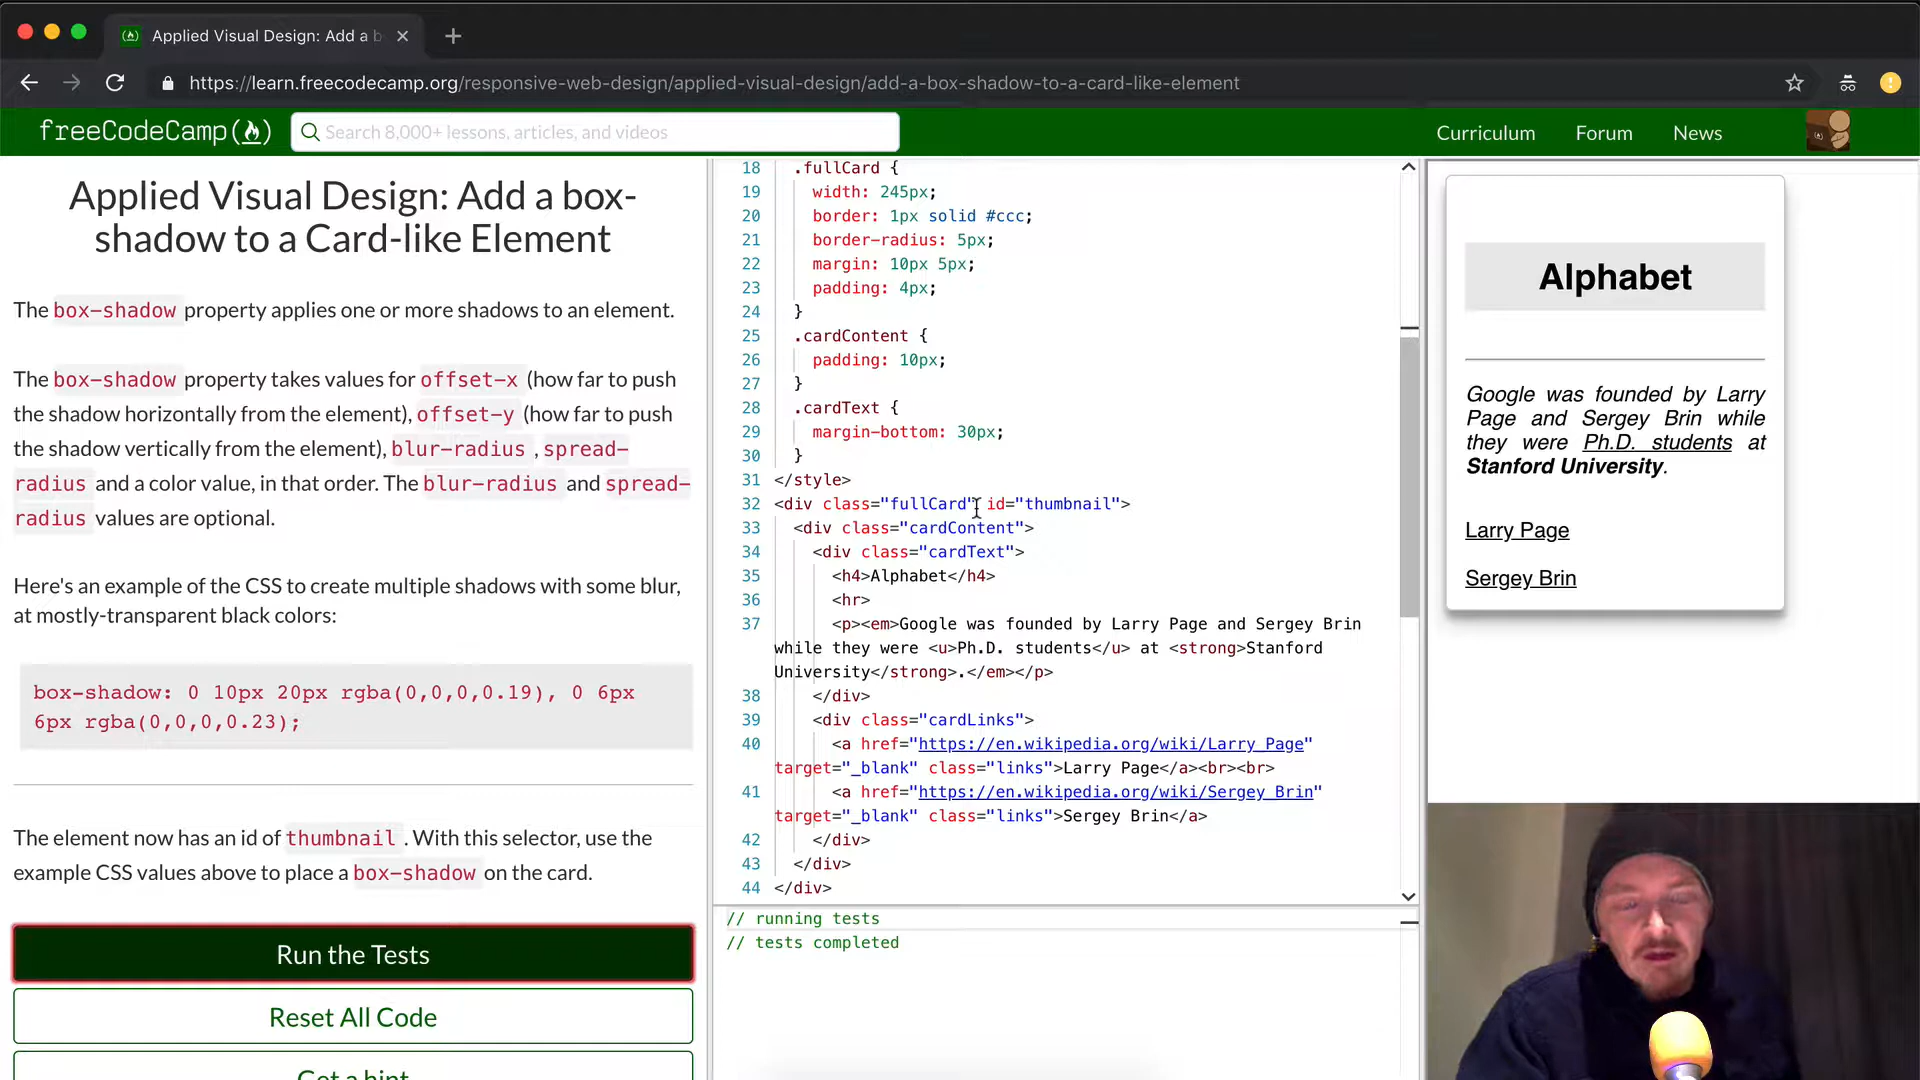 Applied Visual Design: Add a b
https://learn.freecodecamp.org/responsive-web-design/applied-visual-design/add-a-box-shadow-to-a-card-like-element
freeCodeCamp
Search 8,000+ lessons, articles, and videos
Curriculum
Forum
News
Applied Visual Design: Add a box-
shadow to a Card-like Element
The box-shadow property applies one or more shadows to an element.
The box-shadow property takes values for offset-x (how far to push
the shadow horizontally from the element), offset-y (how far to push
the shadow vertically from the element), blur-radius , spread-
radius and a color value, in that order. The blur-radius and spread-
radius values are optional.
Here's an example of the CSS to create multiple shadows with some blur,
at mostly-transparent black colors:
box-shadow: 0 10px 20px rgba(0,0,0,0.19), 0 6px
6px rgba(0,0,0,0.23);
The element now has an id of thumbnail . With this selector, use the
example CSS values above to place a box-shadow on the card.
Run the Tests
Reset All Code
Get a hint
18 .fullCard {
19 width: 245px;
20 border: 1px solid #ccc;
21 border-radius: 5px;
22 margin: 10px 5px;
23 padding: 4px;
24 }
25 .cardContent {
26 padding: 10px;
27 }
28 .cardText {
29 margin-bottom: 30px;
30 }
31 </style>
32 <div class="fullCard" id="thumbnail">
33 <div class="cardContent">
34 <div class="cardText">
35 <h4>Alphabet</h4>
36 <hr>
37 <p><em>Google was founded by Larry Page and Sergey Brin
while they were <u>Ph.D. students</u> at <strong>Stanford
University</strong>.</em></p>
38 </div>
39 <div class="cardLinks">
40 <a href="https://en.wikipedia.org/wiki/Larry_Page"
target="_blank" class="links">Larry Page</a><br><br>
41 <a href="https://en.wikipedia.org/wiki/Sergey_Brin"
target="_blank" class="links">Sergey Brin</a>
42 </div>
43 </div>
44 </div>
// running tests
// tests completed
Alphabet
Google was founded by Larry
Page and Sergey Brin while
they were Ph.D. students at
Stanford University.
Larry Page
Sergey Brin